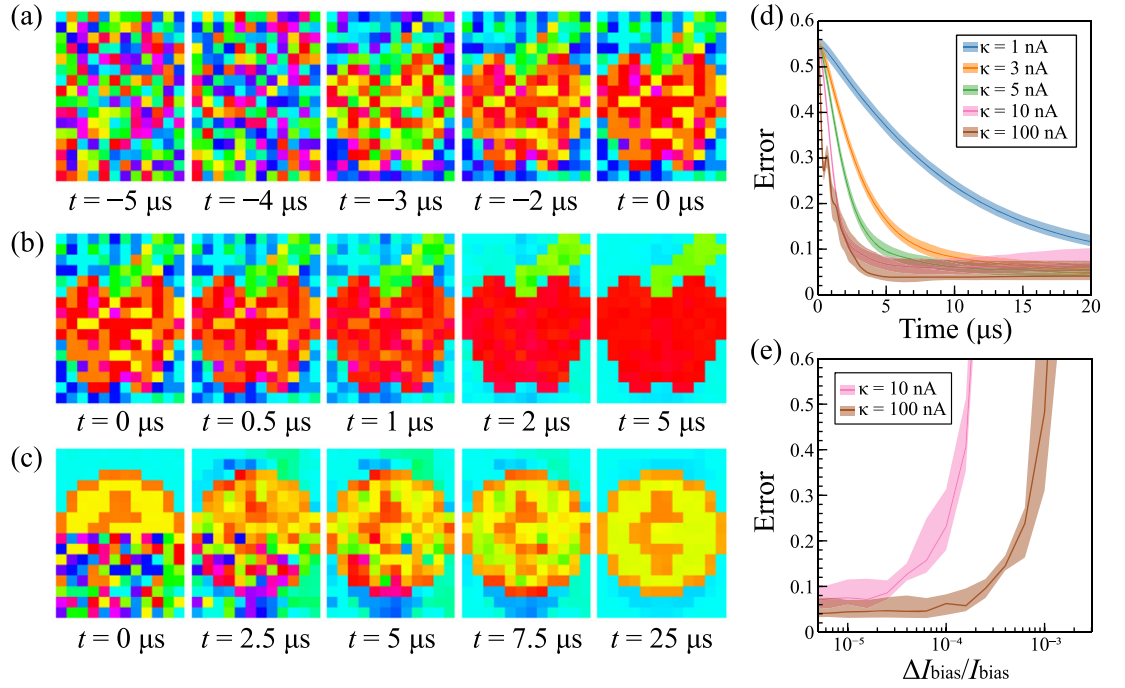 (a)
t = −5 μs t = −4 μs t = −3 μs t = −2 μs t = 0 μs
(b)
t = 0 μs t = 0.5 μs t = 1 μs t = 2 μs t = 5 μs
(c)
t = 0 μs t = 2.5 μs t = 5 μs t = 7.5 μs t = 25 μs
(d)
Error
0.6
0.5
0.4
0.3
0.2
0.1
0
κ = 1 nA
κ = 3 nA
κ = 5 nA
κ = 10 nA
κ = 100 nA
0 5 10 15 20
Time (μs)
(e)
Error
0.6
0.5
0.4
0.3
0.2
0.1
0
κ = 10 nA
κ = 100 nA
10⁻⁵ 10⁻⁴ 10⁻³
ΔIbias/Ibias